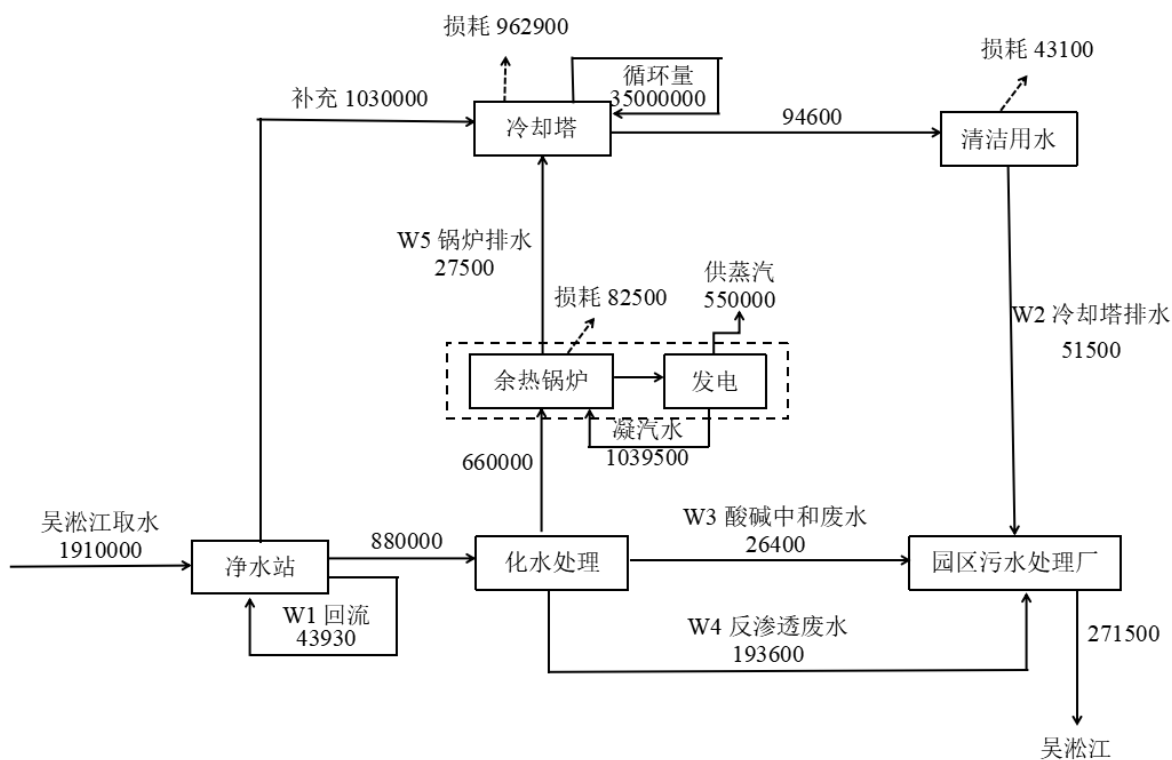 损耗 962900
循环量
35000000
损耗 43100
补充 1030000
冷却塔
94600
清洁用水
W5 锅炉排水
27500
损耗 82500
供蒸汽
550000
W2 冷却塔排水
51500
余热锅炉
发电
凝汽水
1039500
660000
吴淞江取水
1910000
净水站
880000
化水处理
W3 酸碱中和废水
26400
园区污水处理厂
W1 回流
43930
W4 反渗透废水
193600
271500
吴淞江